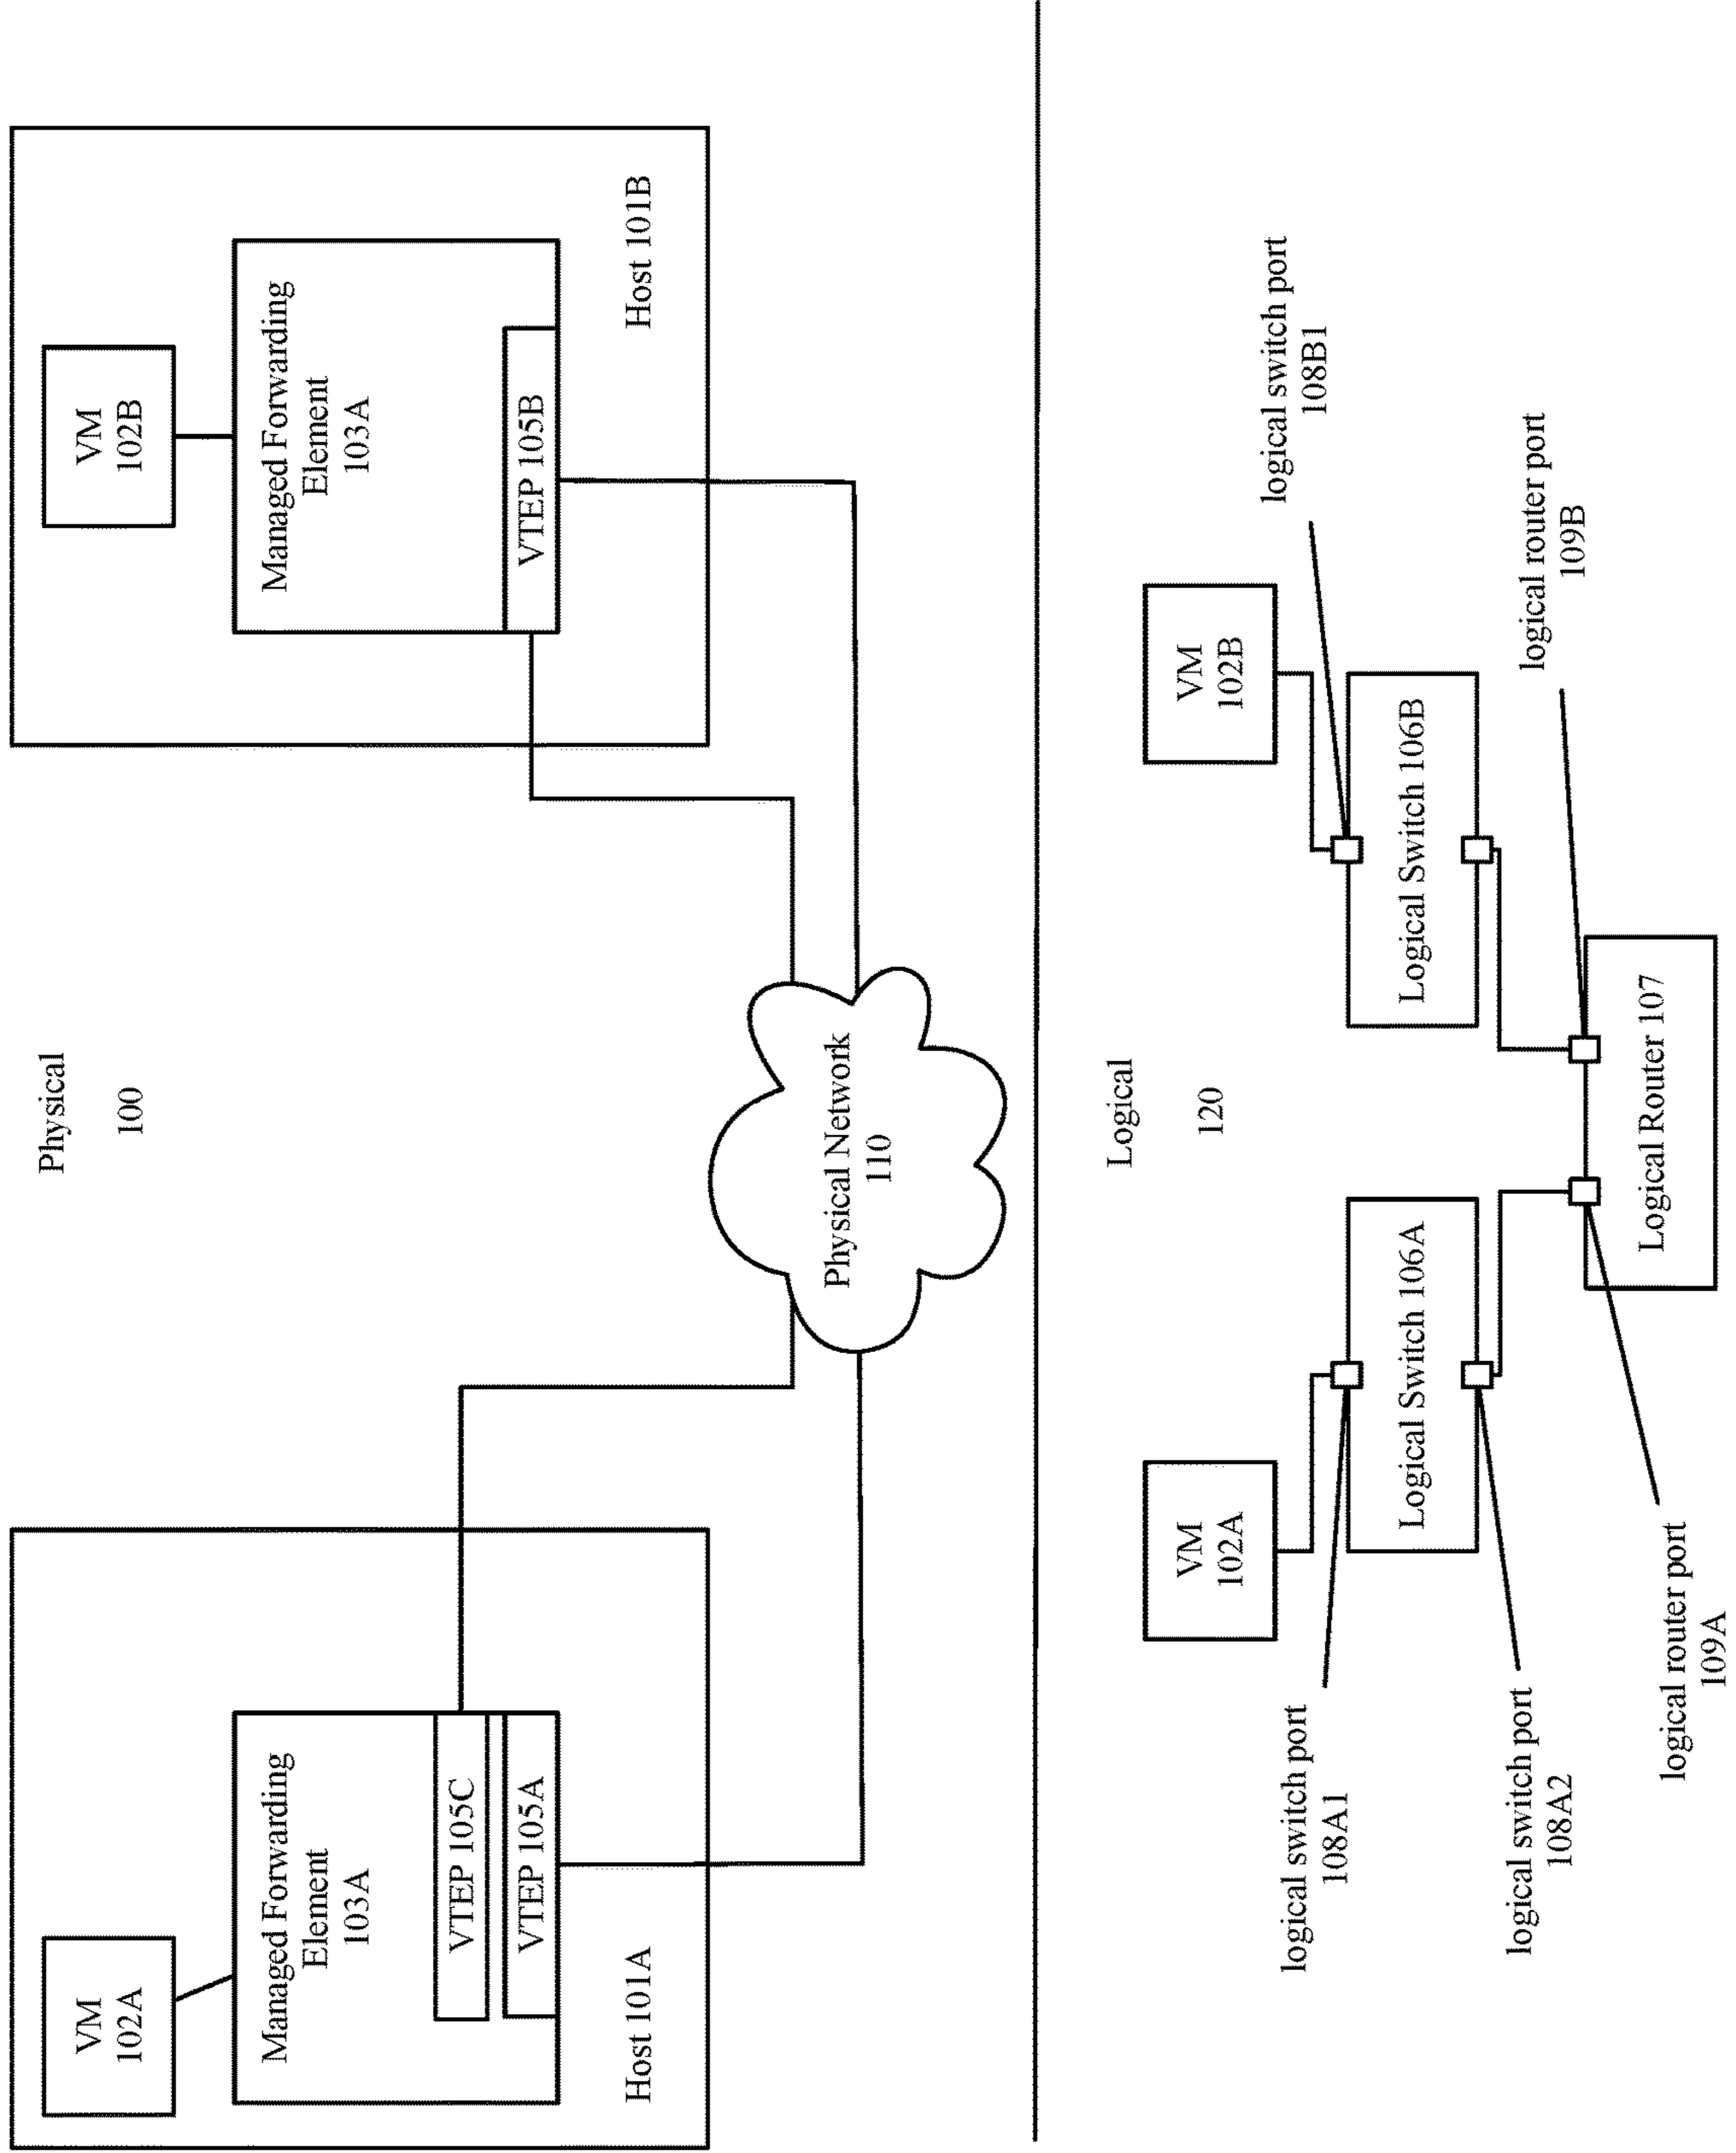 Physical
100
VM
102A
Managed Forwarding
Element
103A
VTEP 105C
VTEP 105A
Host 101A
VM
102B
Managed Forwarding
Element
103A
VTEP 105B
Host 101B
Physical Network
110
Logical
120
VM
102A
VM
102B
logical switch port
108A1
Logical Switch 106A
logical switch port
108A2
logical switch port
108B1
Logical Switch 106B
logical router port
109B
logical router port
109A
Logical Router 107